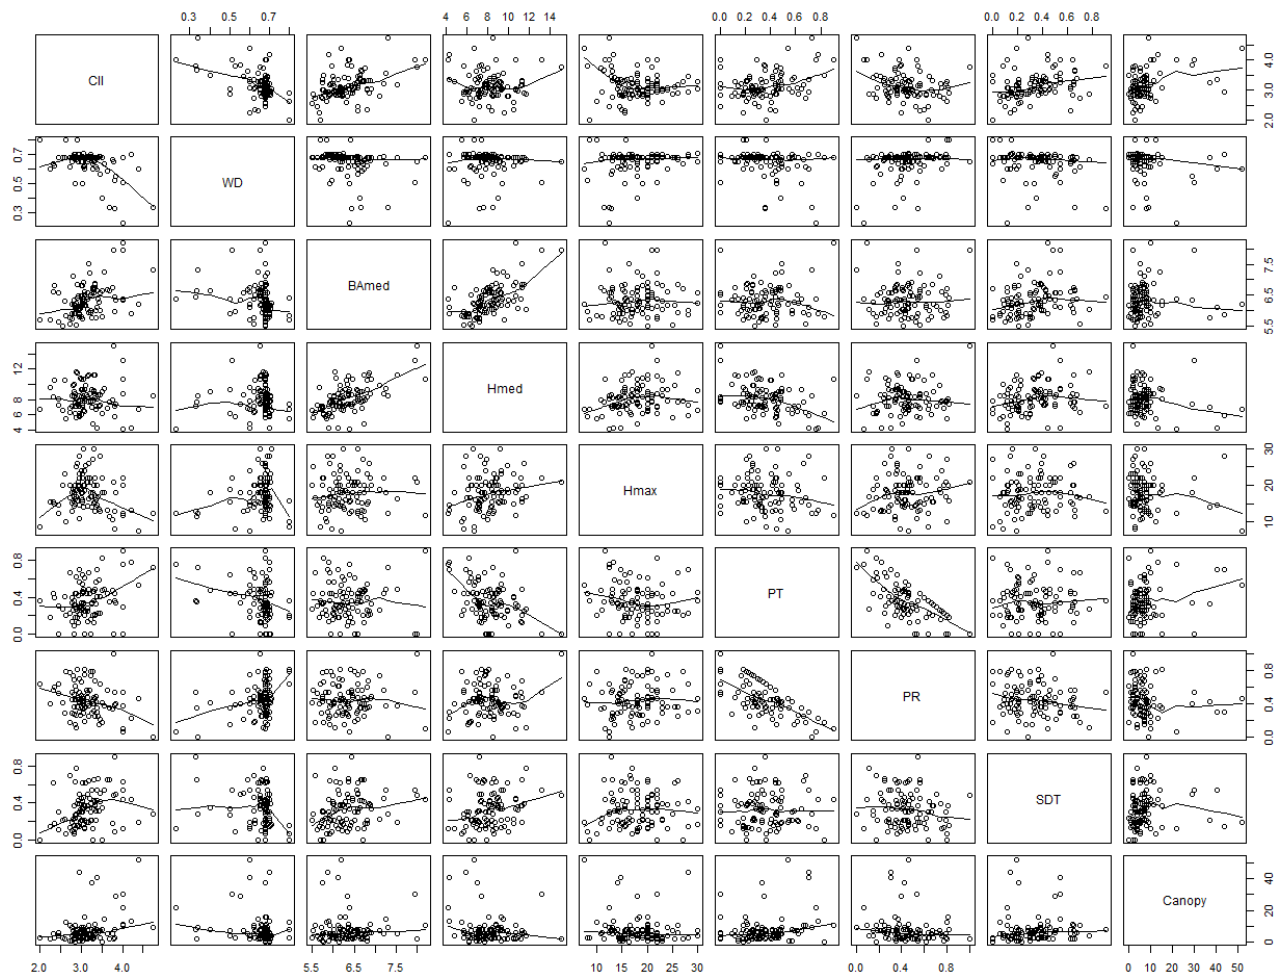 0.3 0.5 0.7 4 6 8 10 12 14 0.0 0.2 0.4 0.6 0.8 0.0 0.2 0.4 0.6 0.8
CII 2.0 3.0 4.0
0.3 0.5 0.7 WD
BAmed 5.5 6.5 7.5
4 6 8 12 Hmed
Hmax 10 20 30
0.0 0.4 0.8 PT
PR 0.0 0.4 0.8
0.0 0.4 0.8 SDT
Canopy 0 20 40
2.0 3.0 4.0 5.5 6.5 7.5 10 15 20 25 30 0.0 0.4 0.8 0 10 20 30 40 50